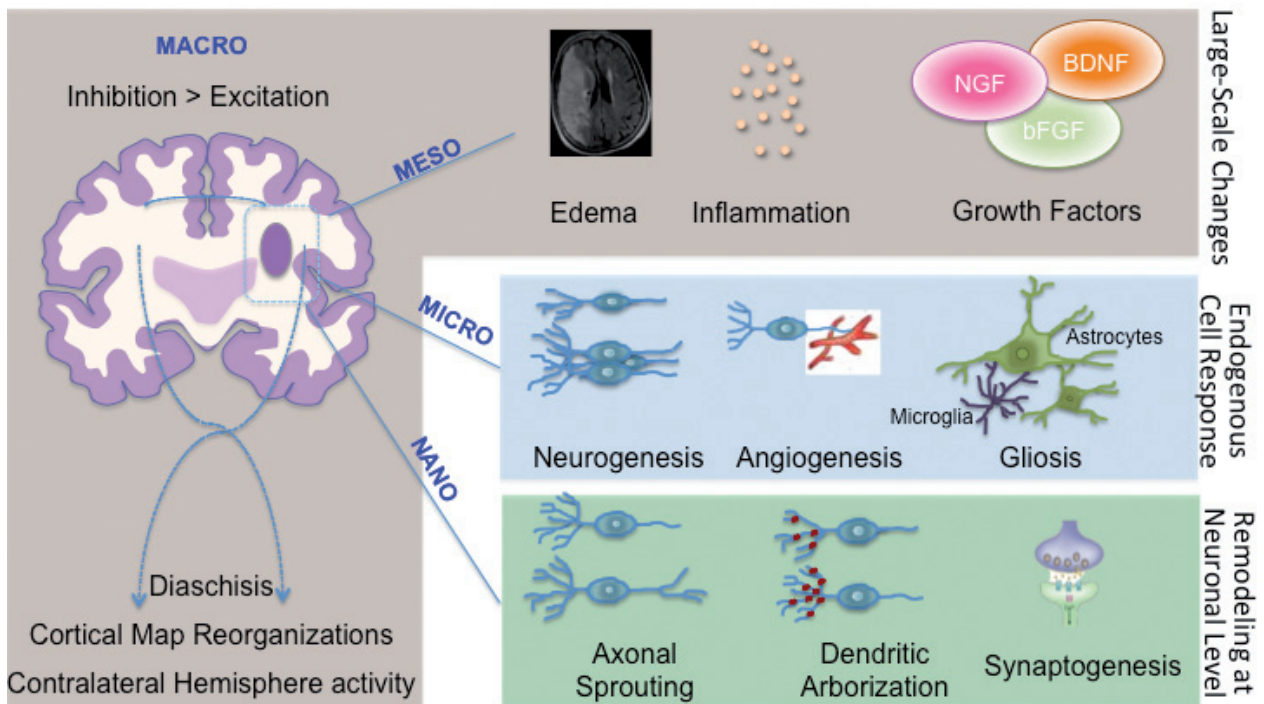 MACRO
Inhibition > Excitation
MESO
MICRO
NANO
Diaschisis
Cortical Map Reorganizations
Contralateral Hemisphere activity
NGF
BDNF
bFGF
Edema
Inflammation
Growth Factors
Large-Scale Changes
Astrocytes
Microglia
Neurogenesis
Angiogenesis
Gliosis
Endogenous
Cell Response
Axonal
Sprouting
Dendritic
Arborization
Synaptogenesis
Remodeling at
Neuronal Level